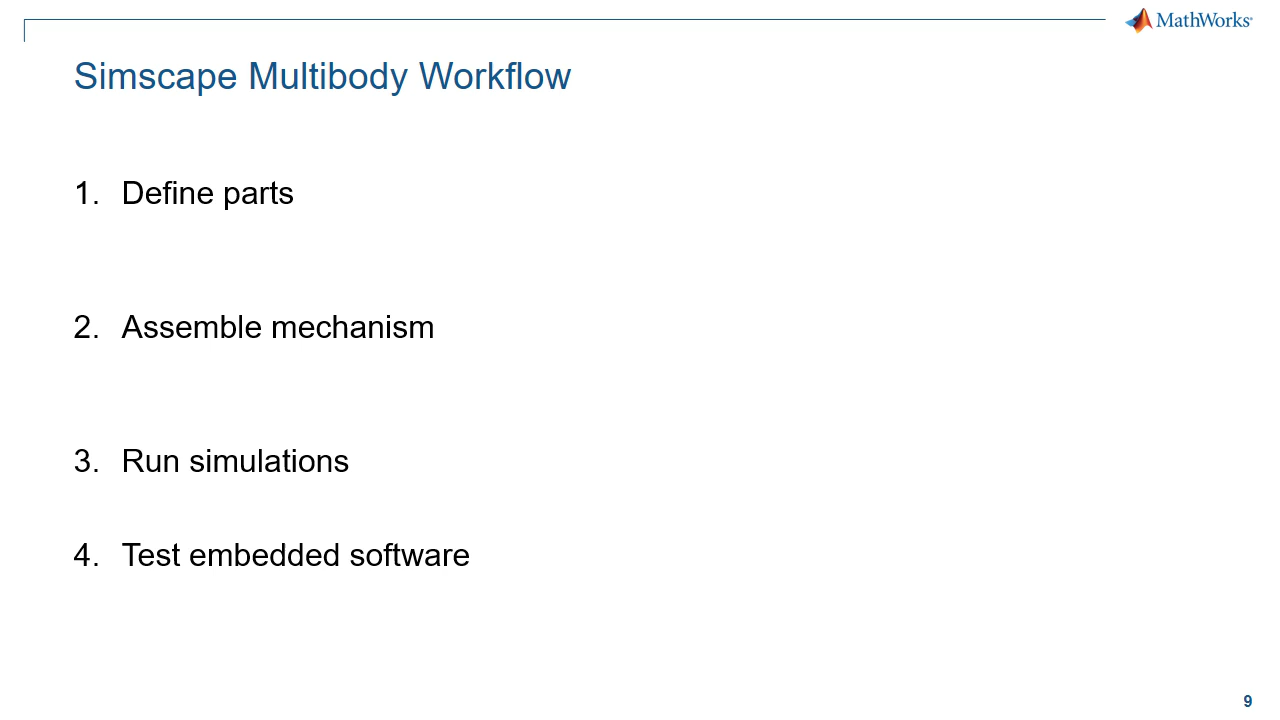 MathWorks®
Simscape Multibody Workflow
1. Define parts
2. Assemble mechanism
3. Run simulations
4. Test embedded software
9